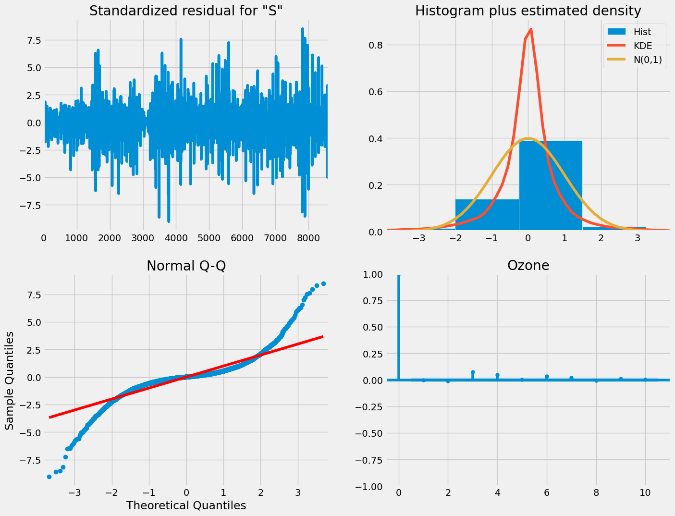 Standardized residual for "S"
7.5
5.0
2.5
0.0
−2.5
−5.0
−7.5
0 1000 2000 3000 4000 5000 6000 7000 8000
Histogram plus estimated density
Hist
KDE
N(0,1)
0.8
0.6
0.4
0.2
0.0
−3 −2 −1 0 1 2 3
Normal Q-Q
Sample Quantiles
7.5
5.0
2.5
0.0
−2.5
−5.0
−7.5
−3 −2 −1 0 1 2 3
Theoretical Quantiles
Ozone
1.00
0.75
0.50
0.25
0.00
−0.25
−0.50
−0.75
−1.00
0 2 4 6 8 10